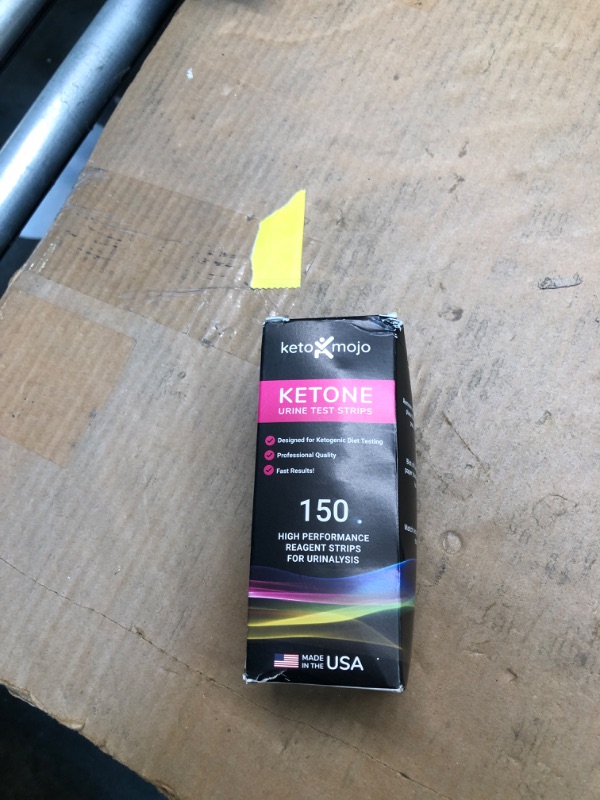 keto mojo
KETONE
URINE TEST STRIPS
Designed for Ketogenic Diet Testing
Professional Quality
Fast Results!
150
HIGH PERFORMANCE
REAGENT STRIPS
FOR URINALYSIS
MADE
IN THE USA